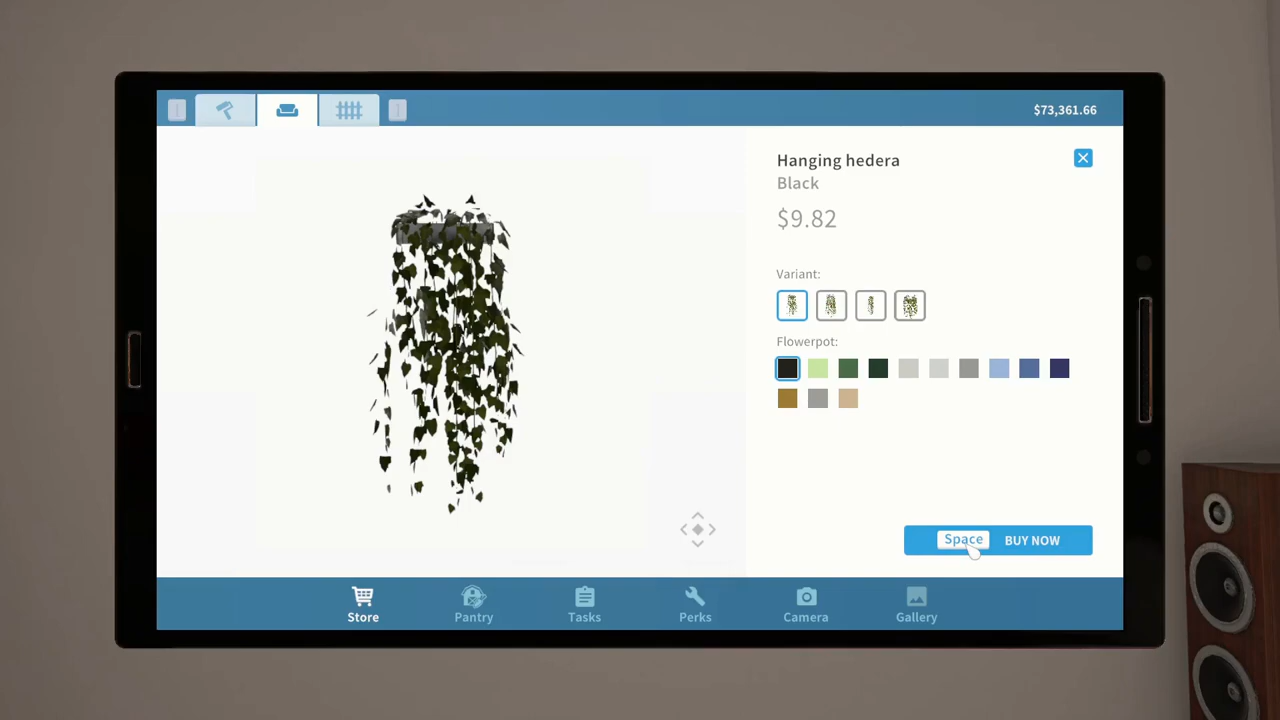 $73,361.66
Hanging hedera
Black
$9.82
Variant:
Flowerpot:
Space BUY NOW
Store Pantry Tasks Perks Camera Gallery